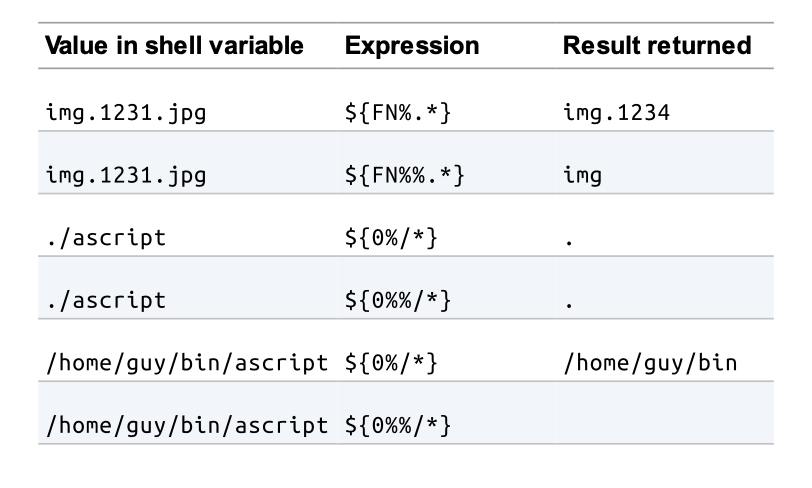 Value in shell variable Expression Result returned
img.1231.jpg ${FN%.*} img.1234
img.1231.jpg ${FN%%.*} img
./ascript ${0%/*} .
./ascript ${0%%/*} .
/home/guy/bin/ascript ${0%/*} /home/guy/bin
/home/guy/bin/ascript ${0%%/*}